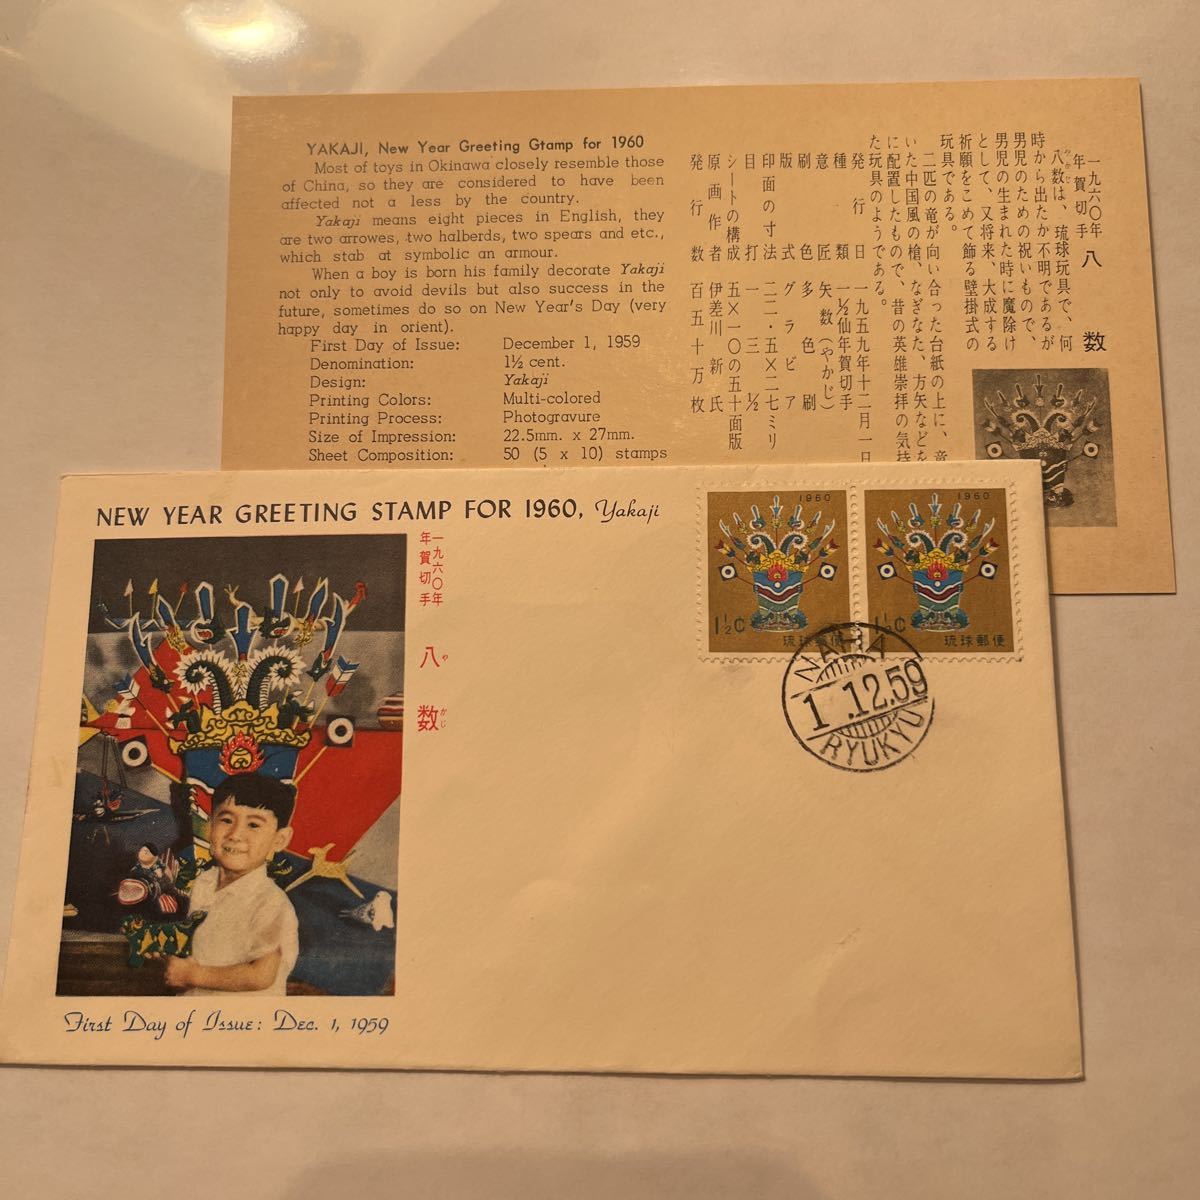 YAKAJI, New Year Greeting Gtamp for 1960
Most of toys in Okinawa closely resemble those
of China, so they are considered to have been
affected not a less by the country.
Yakaji means eight pieces in English, they
are two arrowes, two halberds, two spears and etc.,
which stab at symbolic an armour.
When a boy is born his family decorate Yakaji
not only to avoid devils but also success in the
future, sometimes do so on New Year's Day (very
happy day in orient).
First Day of Issue: December 1, 1959
Denomination: 1½ cent.
Design: Yakaji
Printing Colors: Multi-colored
Printing Process: Photogravure
Size of Impression: 22.5mm. x 27mm.
Sheet Composition: 50 (5 x 10) stamps
一九六〇年
年賀切手 八数
やかじ
八数は、琉球玩具で、何
時から出たか不明であるが
男児のための祝いもので、
男児の生まれた時に魔除け
として、又将来、大成する
祈願をこめて飾る壁掛式の
玩具である。
二匹の竜が向い合った台紙の上に、竜
いた中国風の槍、なぎなた、方矢などを
に配置したもので、昔の英雄崇拝の気持
た玩具のようである。
発行日 一九五九年十二月一日
種類 一½仙年賀切手
意匠 矢数(やかじ)
刷色 多色刷
版式 グラビア
印面の寸法 二二・五×二七ミリ
目打 一三½
シートの構成 五×一〇の五十面版
原画作者 伊差川新氏
発行数 百五十万枚
NEW YEAR GREETING STAMP FOR 1960, Yakaji
一九六〇年
年賀切手
八数
やかじ
First Day of Issue: Dec. 1, 1959
1960
1½¢
琉球郵便
1960
1½¢
琉球郵便
NAHA
1.12.59
RYUKYU